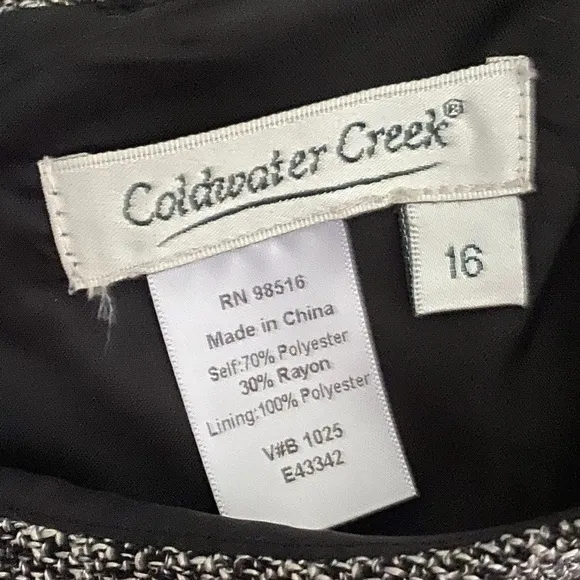 Coldwater Creek®
16
RN 98516
Made in China
Self:70% Polyester
30% Rayon
Lining:100% Polyester
V#B 1025
E43342